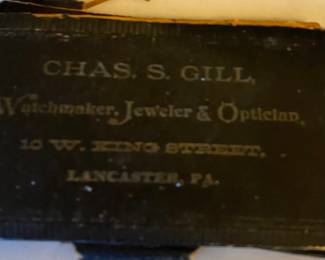 CHAS. S. GILL,
Watchmaker, Jeweler & Optician,
10 W. KING STREET,
LANCASTER, PA.